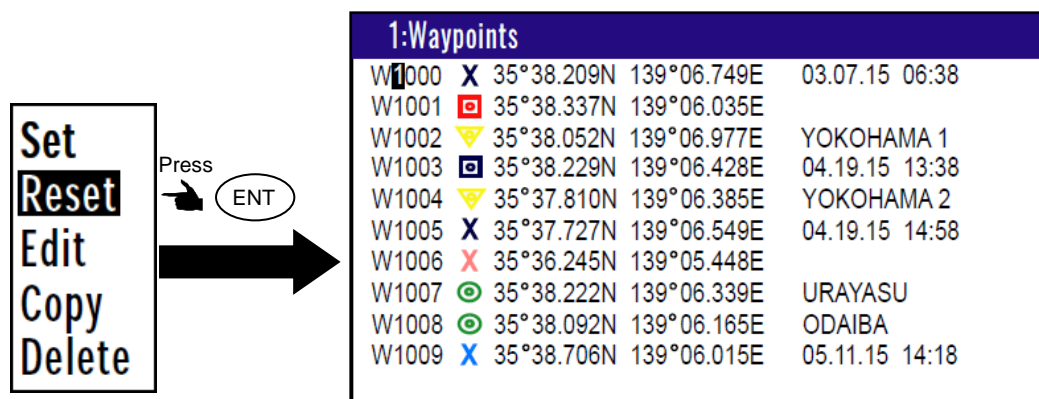 Set
Reset
Edit
Copy
Delete
Press
ENT
1:Waypoints
W1000 X 35°38.209N 139°06.749E 03.07.15 06:38
W1001 35°38.337N 139°06.035E
W1002 35°38.052N 139°06.977E YOKOHAMA 1
W1003 35°38.229N 139°06.428E 04.19.15 13:38
W1004 35°37.810N 139°06.385E YOKOHAMA 2
W1005 X 35°37.727N 139°06.549E 04.19.15 14:58
W1006 X 35°36.245N 139°05.448E
W1007 35°38.222N 139°06.339E URAYASU
W1008 35°38.092N 139°06.165E ODAIBA
W1009 X 35°38.706N 139°06.015E 05.11.15 14:18